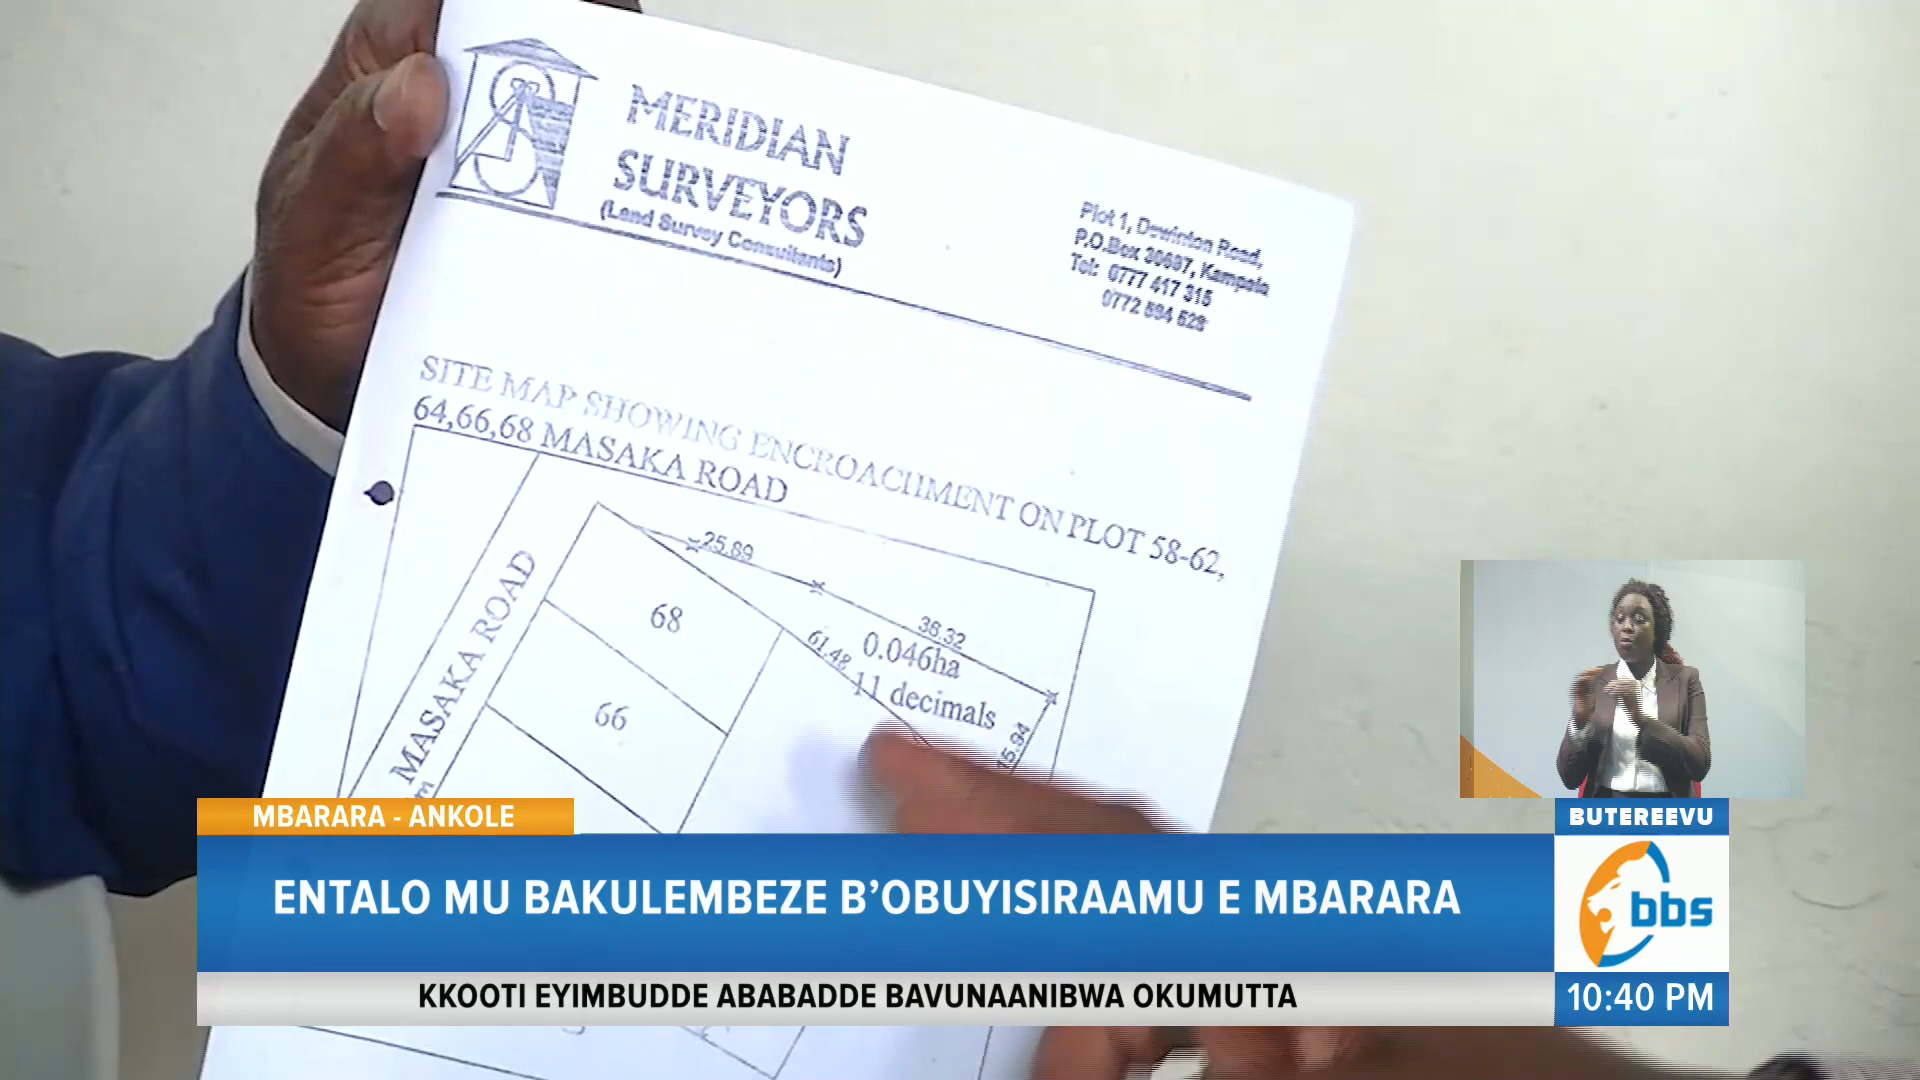 MERIDIAN
SURVEYORS
(Land Survey Consultants)
Plot 1, Dewinton Road,
P.O.Box 30697, Kampala
Tel: 0777 417 315
0772 594 628
SITE MAP SHOWING ENCROACHMENT ON PLOT 58-62,
64,66,68 MASAKA ROAD
25.89
68
36.32
61.48
0.046ha
11 decimals
MASAKA ROAD
66
15.94
m
MBARARA - ANKOLE
BUTEREEVU
ENTALO MU BAKULEMBEZE B'OBUYISIRAAMU E MBARARA
bbs
KKOOTI EYIMBUDDE ABABADDE BAVUNAANIBWA OKUMUTTA
10:40 PM